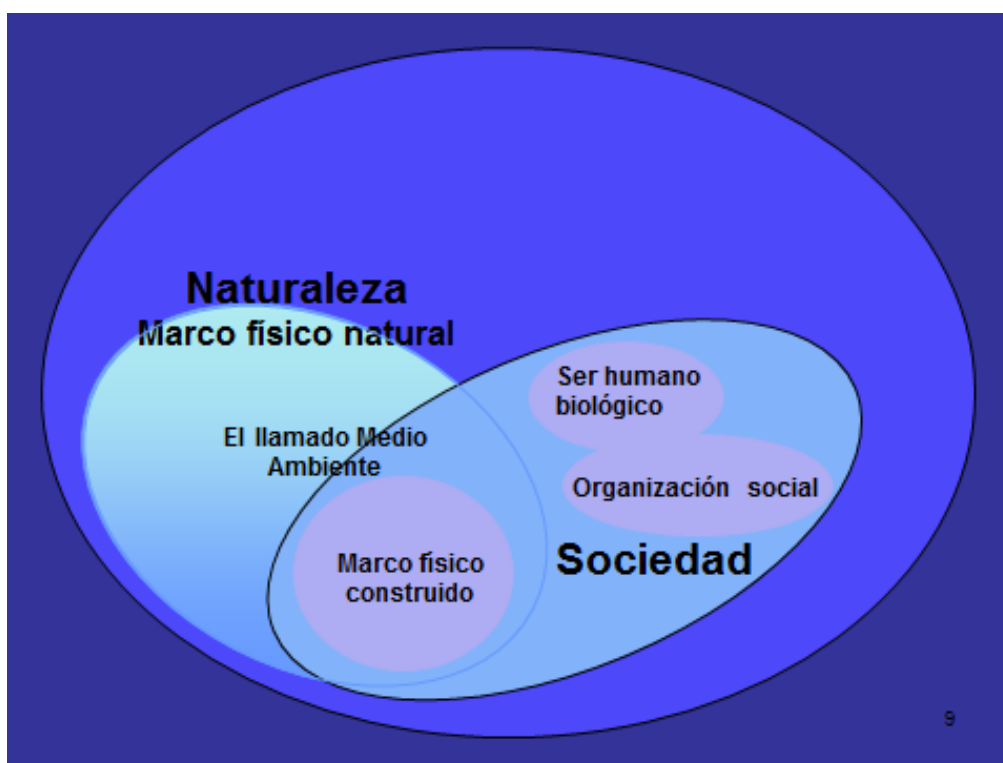 Naturaleza
Marco físico natural
Ser humano
biológico
El llamado Medio
Ambiente
Organización social
Sociedad
Marco físico
construido
9